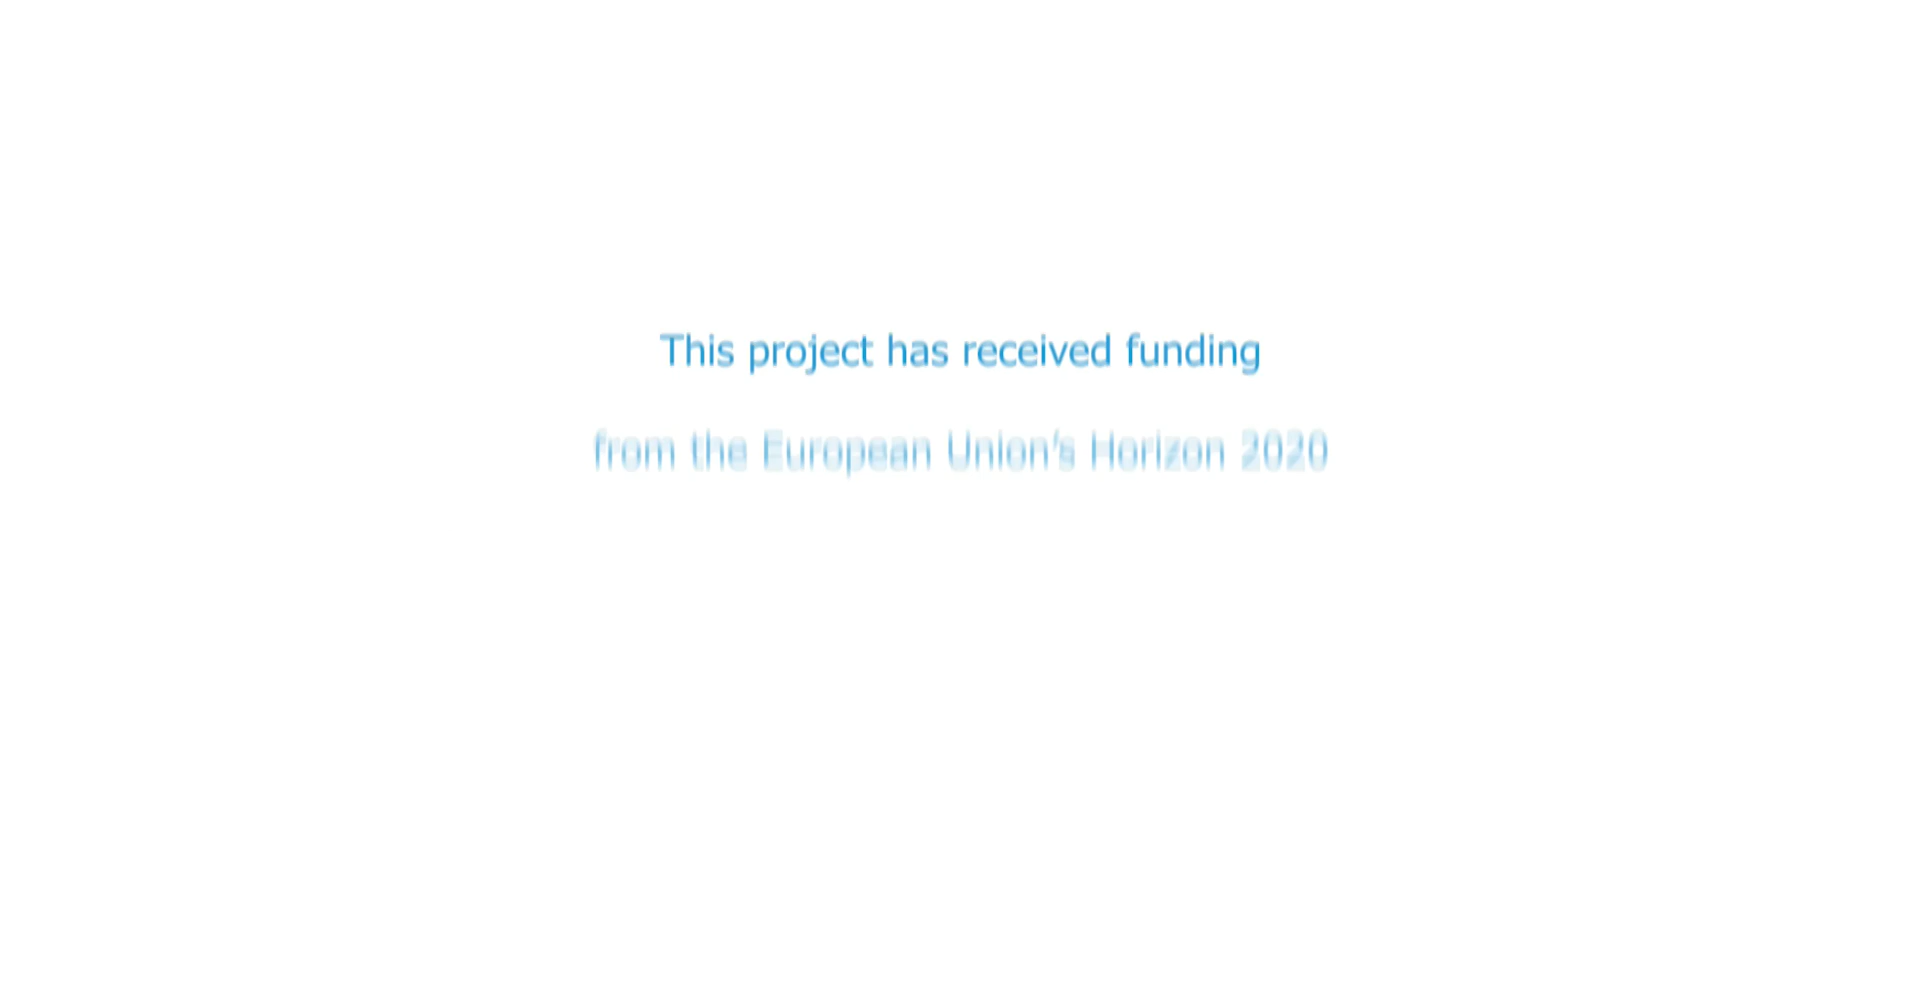 This project has received funding
from the European Union’s Horizon 2020